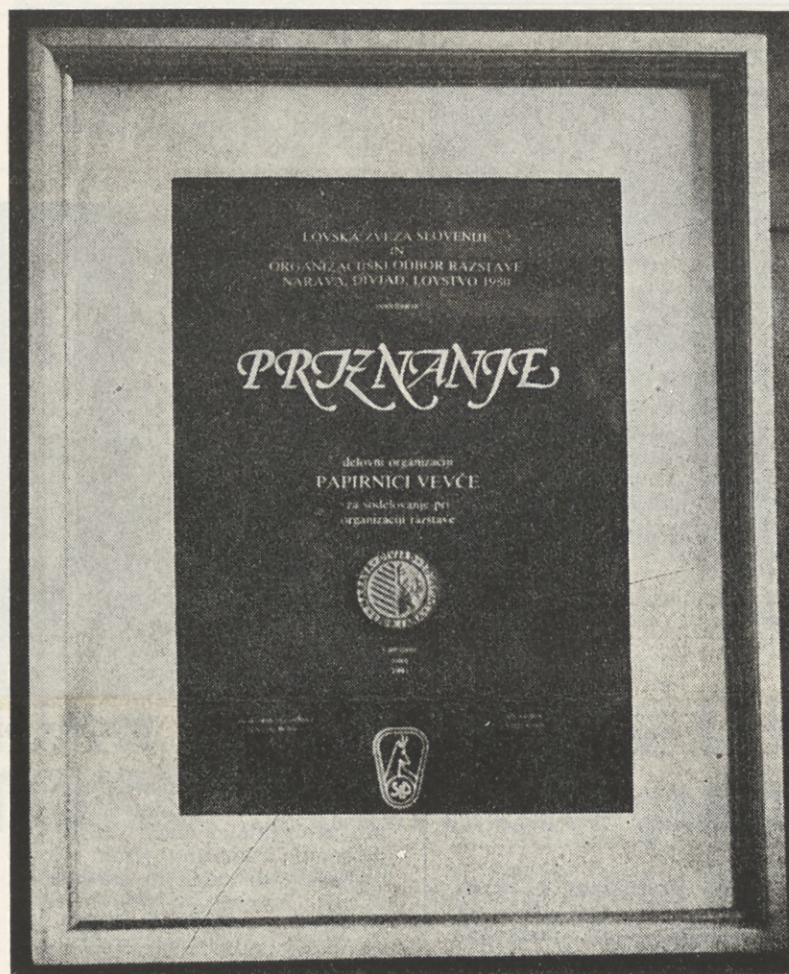 LOVSKA ZVEZA SLOVENIJE
IN
ORGANIZACIJSKI ODBOR RAZSTAVE
NARAVA, DIVJAD, LOVSTVO 1980
PRIZNANJE
delovni organizaciji
PAPIRNICI VEVČE
za sodelovanje pri
organizaciji razstave